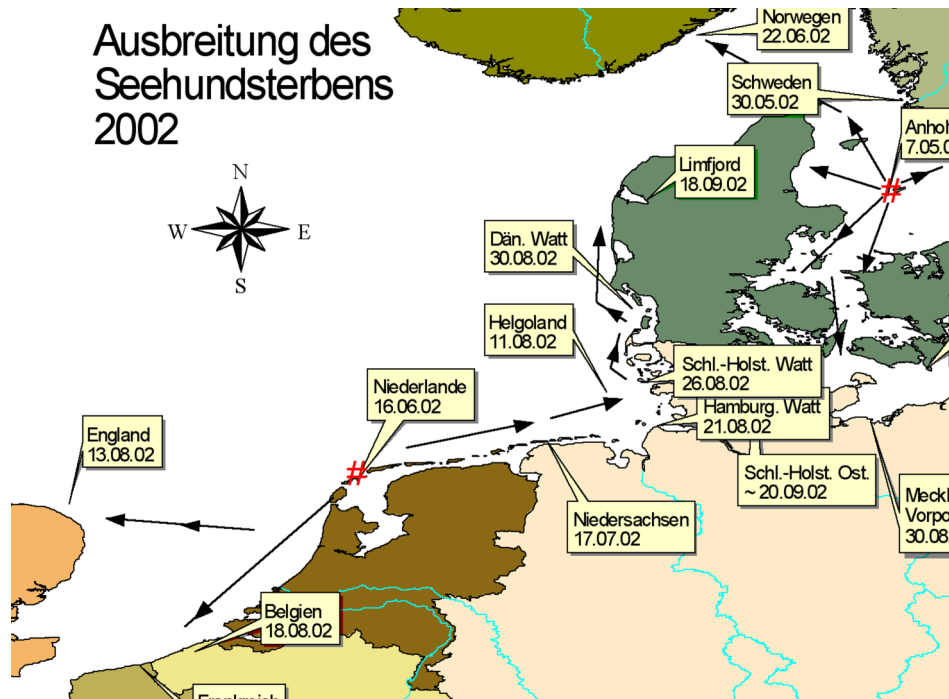 Ausbreitung des
Seehundsterbens
2002
N
W
E
S
Norwegen
22.06.02
Schweden
30.05.02
Limfjord
18.09.02
Dän. Watt
30.08.02
Helgoland
11.08.02
Schl.-Holst. Watt
26.08.02
Hamburg. Watt
21.08.02
Niederlande
16.06.02
England
13.08.02
Schl.-Holst. Ost.
~ 20.09.02
Niedersachsen
17.07.02
Belgien
18.08.02